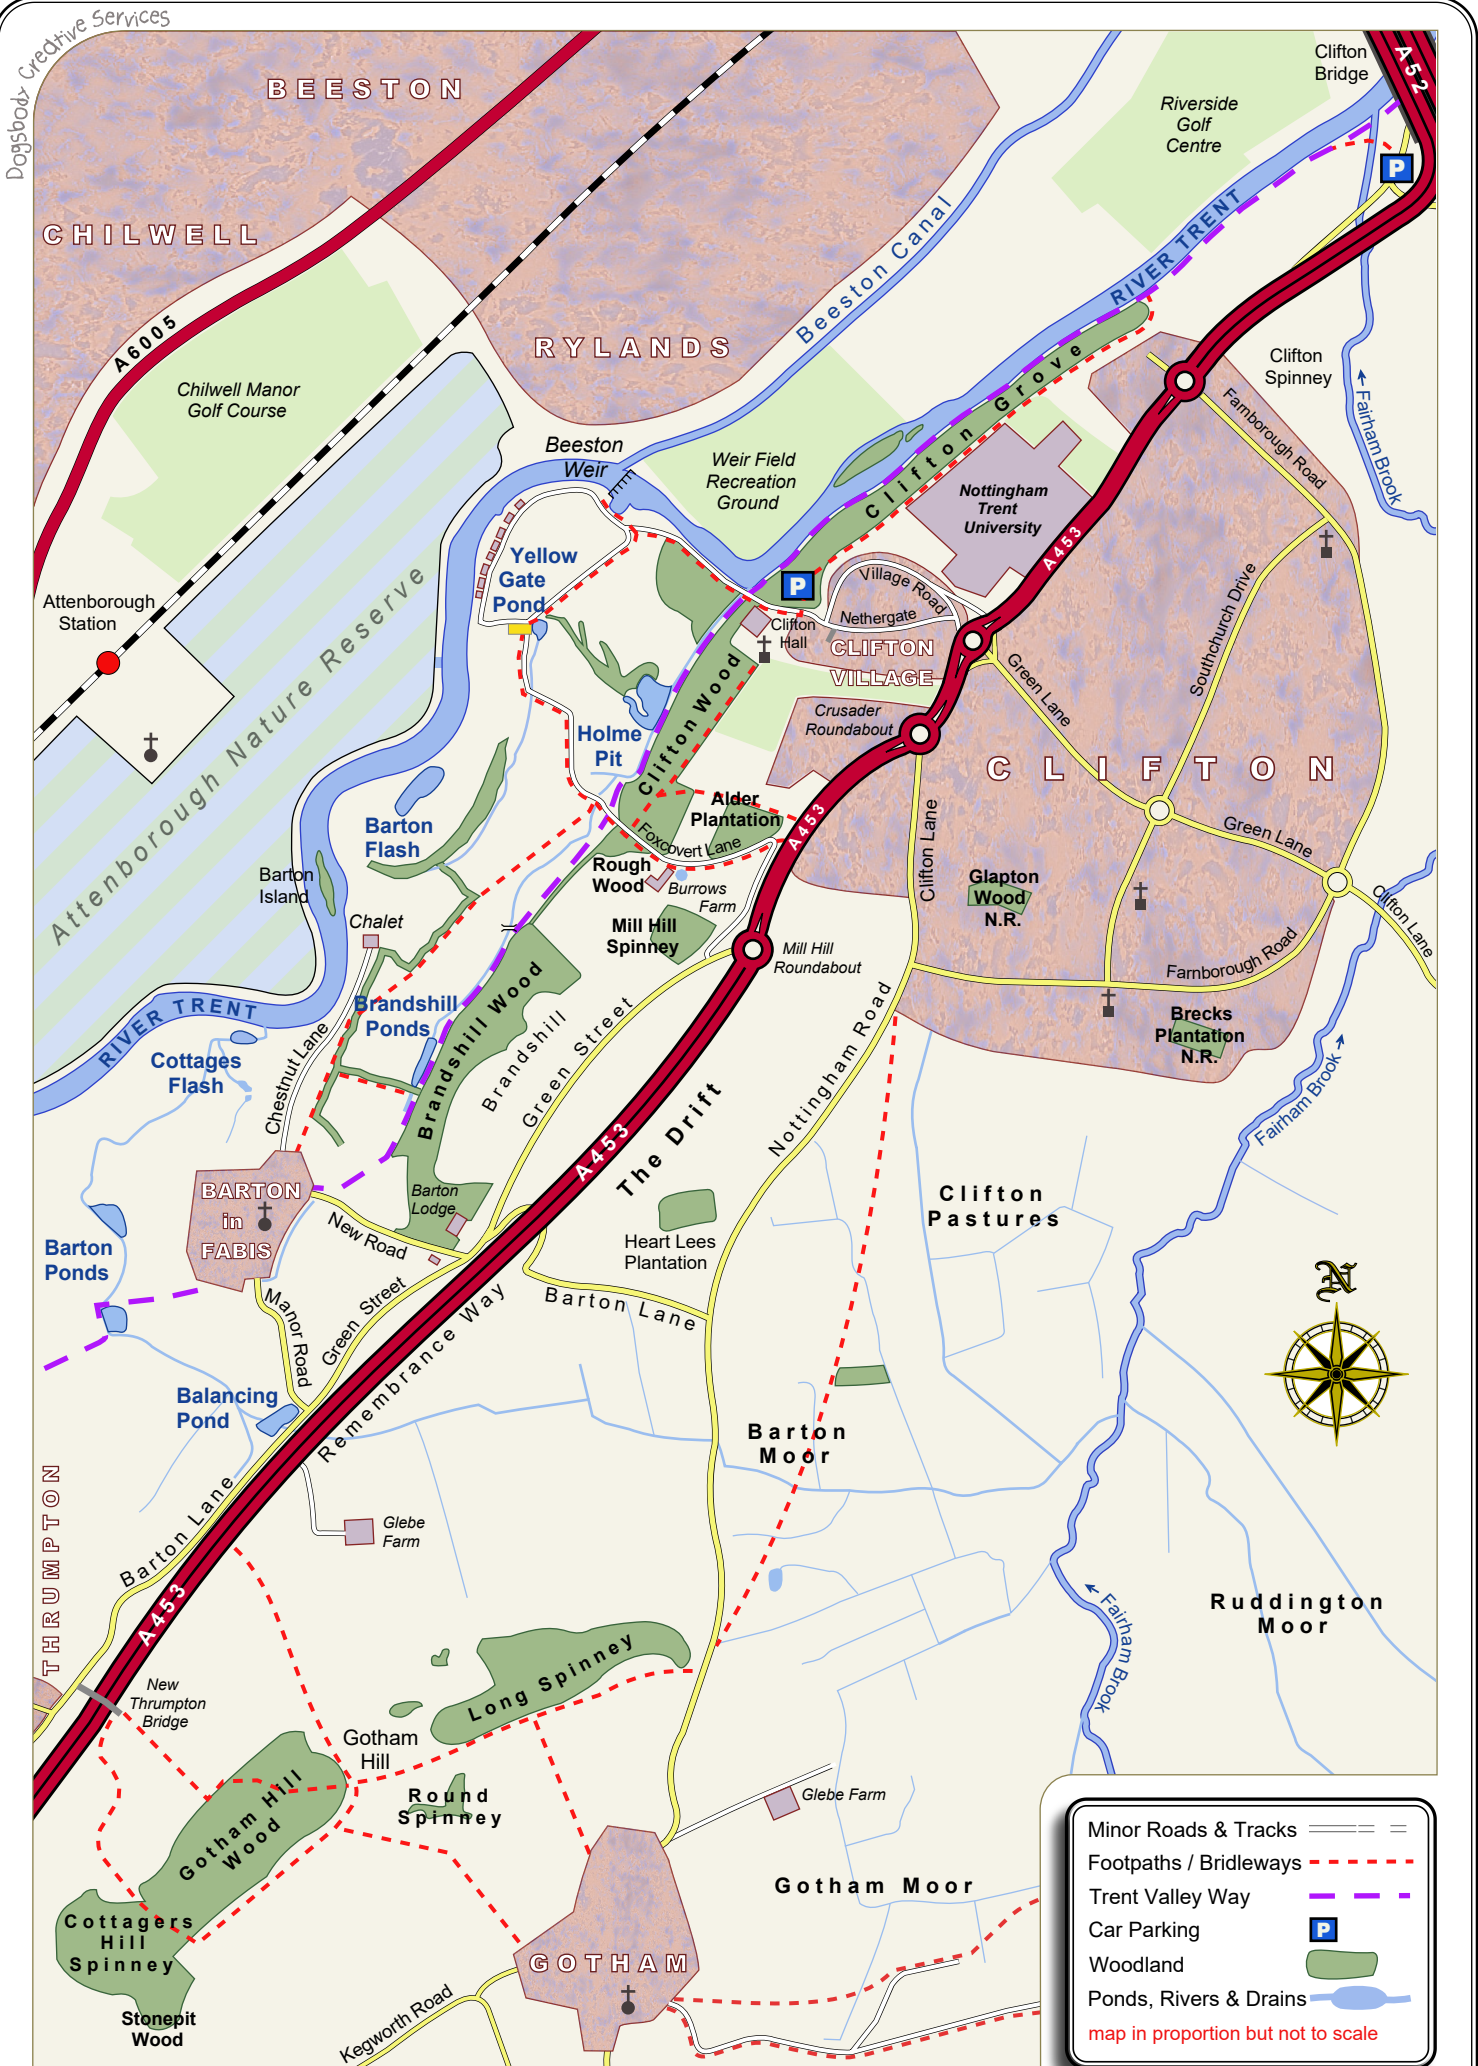 Dogsbody Creative Services
BEESTON
Clifton
Bridge
A52
Riverside
Golf
Centre
CHILWELL
Beeston Canal
RIVER TRENT
A6005
RYLANDS
Chilwell Manor
Golf Course
Clifton
Spinney
Fairham Brook
Farnborough Road
Clifton Grove
Beeston
Weir
Weir Field
Recreation
Ground
Nottingham
Trent
University
A453
Attenborough
Station
Attenborough Nature Reserve
Yellow
Gate
Pond
P
P
Village Road
Nethergate
Clifton
Hall
CLIFTON
VILLAGE
Southchurch Drive
Green Lane
Crusader
Roundabout
Holme
Pit
Clifton Wood
CLIFTON
Alder
Plantation
A453
Foxcovert Lane
Clifton Lane
Green Lane
Barton
Flash
Barton
Island
Rough
Wood
Burrows
Farm
Glapton
Wood
N.R.
Clifton Lane
Chalet
Mill Hill
Spinney
Mill Hill
Roundabout
Farnborough Road
Brandshill
Ponds
Brandshill Wood
Brandshill
Green Street
RIVER TRENT
Brecks
Plantation
N.R.
Cottages
Flash
Chestnut Lane
Nottingham Road
Fairham Brook
The Drift
A453
BARTON
in
FABIS
Barton
Lodge
New Road
Clifton
Pastures
Heart Lees
Plantation
Barton
Ponds
Manor Road
Green Street
Remembrance Way
Barton Lane
N
Balancing
Pond
Barton
Moor
THRUMPTON
Barton Lane
Glebe
Farm
A453
Ruddington
Moor
Fairham Brook
Long Spinney
New
Thrumpton
Bridge
Gotham
Hill
Round
Spinney
Gotham Hill
Wood
Glebe Farm
Gotham Moor
Cottagers
Hill
Spinney
Stonepit
Wood
GOTHAM
Kegworth Road
Minor Roads & Tracks
Footpaths / Bridleways
Trent Valley Way
Car Parking P
Woodland
Ponds, Rivers & Drains
map in proportion but not to scale